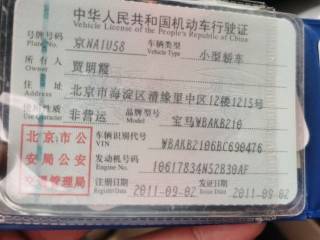 中华人民共和国机动车行驶证
Vehicle License of the People's Republic of China
号牌号码 京NA1U58 车辆类型 小型轿车
Plate No. Vehicle Type
所有人 贾明霞
Owner
住址 北京市海淀区清缘里中区12楼1215号
Address
使用性质 非营运 品牌型号 宝马WBAKB210
Use Character Model
北京市公
安局公安
交通管理局
车辆识别代号 WBAKB2106BC690476
VIN
发动机号码 10617834N52B30AF
Engine No.
注册日期 2011-09-02 发证日期 2011-09-02
Register Date Issue Date